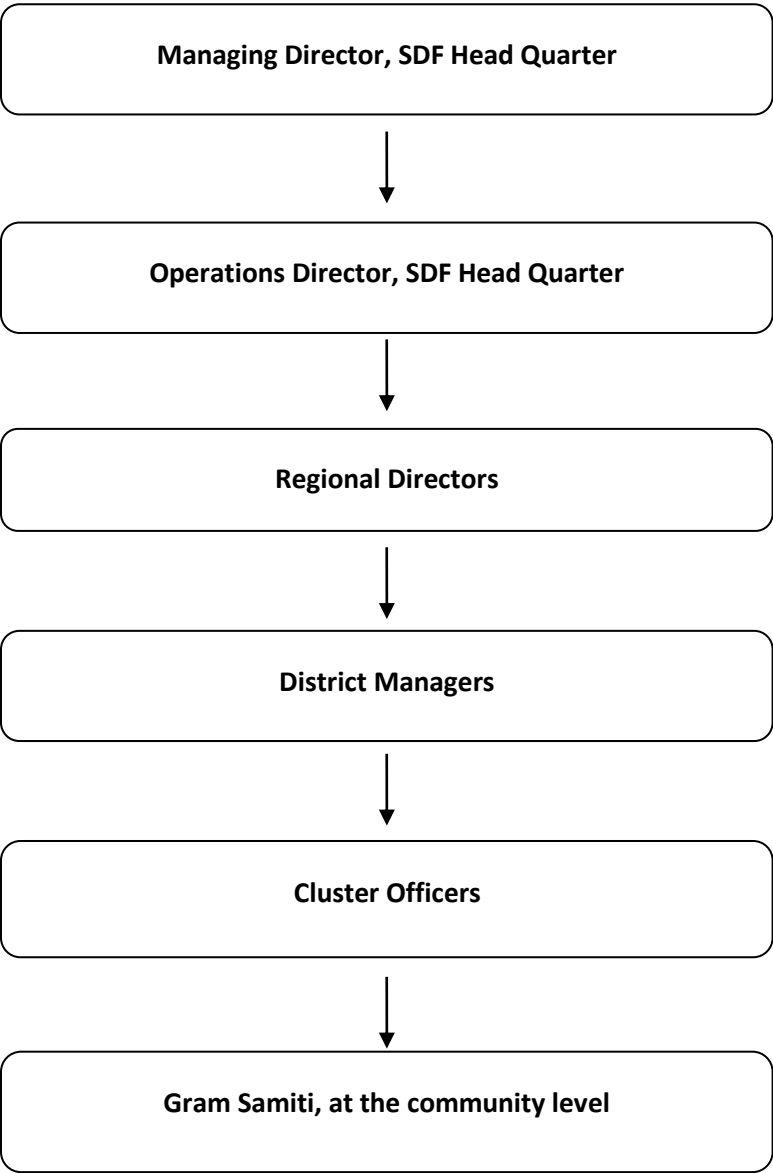 Managing Director, SDF Head Quarter
Operations Director, SDF Head Quarter
Regional Directors
District Managers
Cluster Officers
Gram Samiti, at the community level